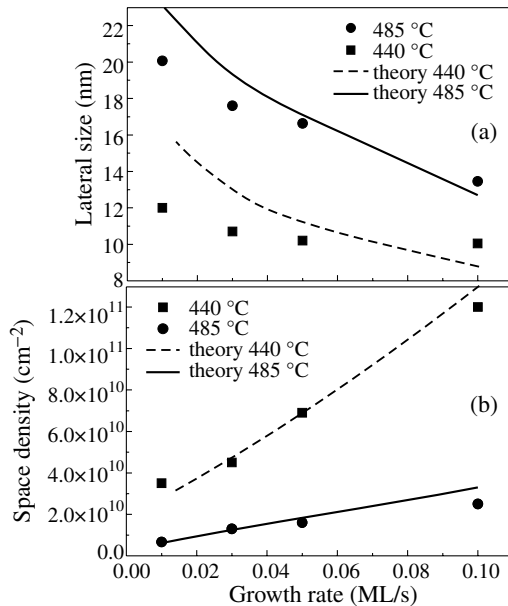 22
20
18
16
14
12
10
8
Lateral size (nm)
485 °C
440 °C
theory 440 °C
theory 485 °C
(a)
1.2×10¹¹
1.0×10¹¹
8.0×10¹⁰
6.0×10¹⁰
4.0×10¹⁰
2.0×10¹⁰
0.0
Space density (cm⁻²)
440 °C
485 °C
theory 440 °C
theory 485 °C
(b)
0.00 0.02 0.04 0.06 0.08 0.10
Growth rate (ML/s)